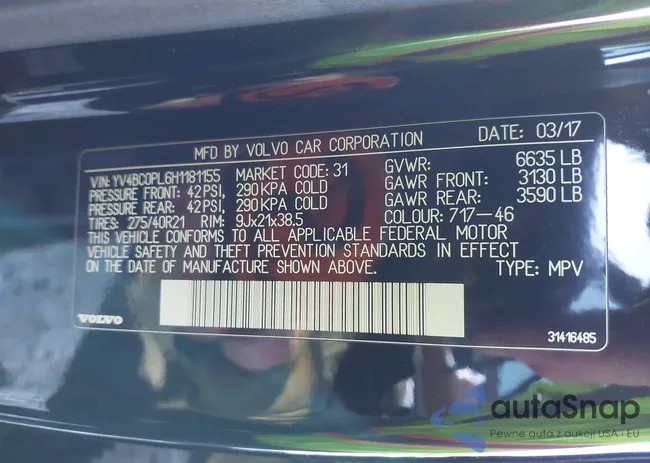 MFD BY VOLVO CAR CORPORATION DATE: 03/17
VIN: YV4BC0PL6H1181155 MARKET CODE: 31 GVWR: 6635 LB
PRESSURE FRONT: 42 PSI, 290 KPA COLD GAWR FRONT: 3130 LB
PRESSURE REAR: 42 PSI, 290 KPA COLD GAWR REAR: 3590 LB
TIRES: 275/40R21 RIM: 9Jx21x38.5 COLOUR: 717-46
THIS VEHICLE CONFORMS TO ALL APPLICABLE FEDERAL MOTOR
VEHICLE SAFETY AND THEFT PREVENTION STANDARDS IN EFFECT
ON THE DATE OF MANUFACTURE SHOWN ABOVE. TYPE: MPV
VOLVO 31416485
autaSnap
Pewne auta z aukcji USA i EU